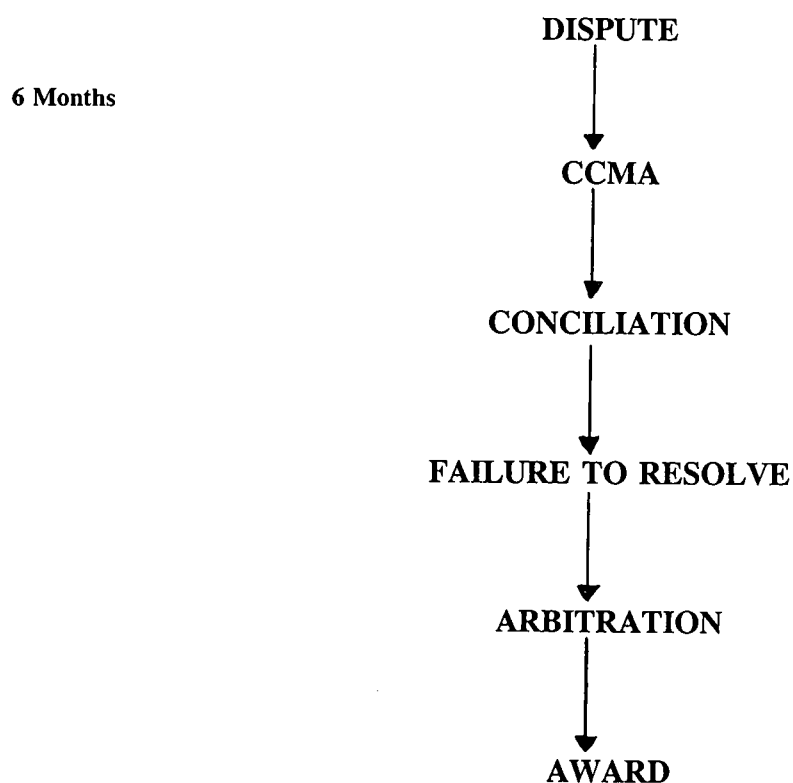 DISPUTE
6 Months
CCMA
CONCILIATION
FAILURE TO RESOLVE
ARBITRATION
AWARD